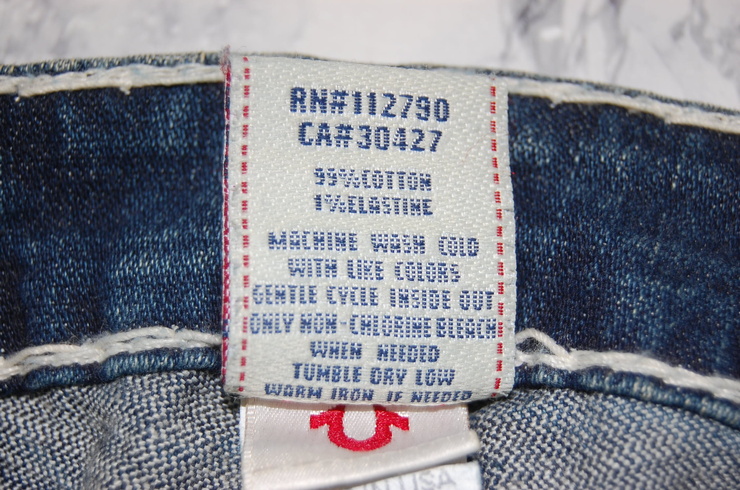 RN#112790
CA#30427
99%COTTON
1%ELASTINE
MACHINE WASH COLD
WITH LIKE COLORS
GENTLE CYCLE INSIDE OUT
ONLY NON-CHLORINE BLEACH
WHEN NEEDED
TUMBLE DRY LOW
WARM IRON IF NEEDED
USA